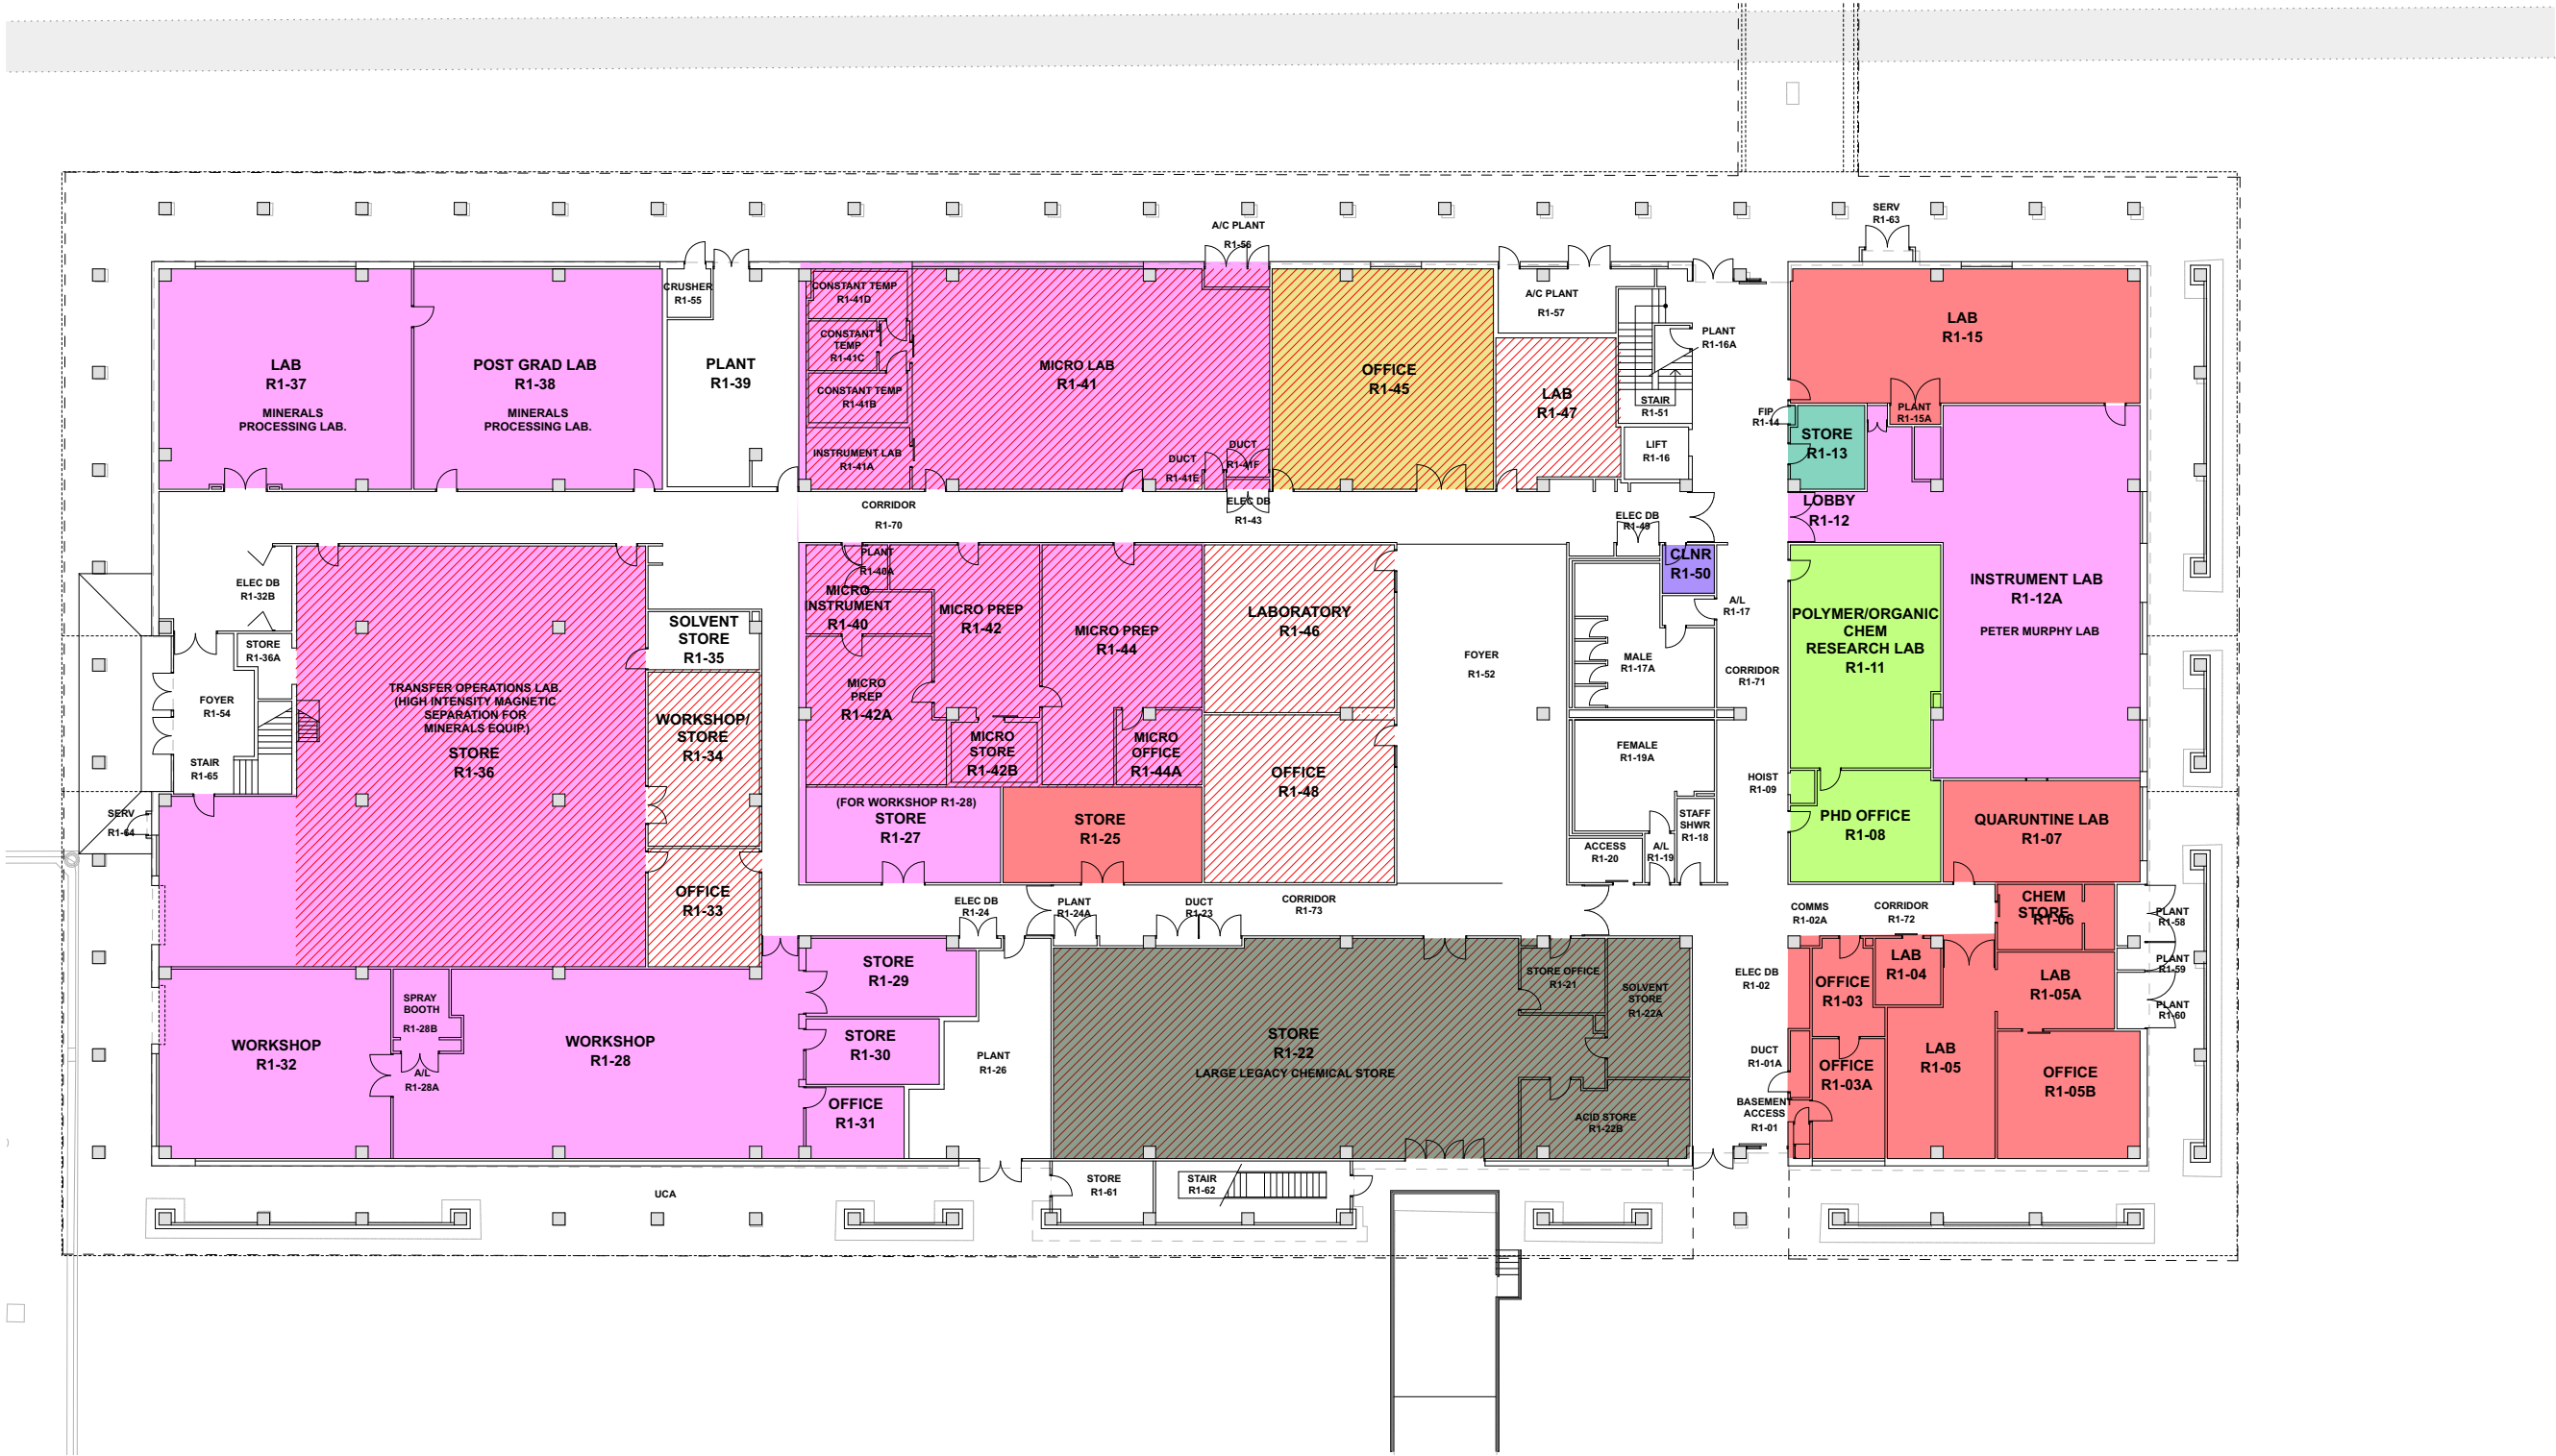 SERV
R1-63
A/C PLANT
R1-56
CRUSHER
R1-55
CONSTANT TEMP
R1-41D
CONSTANT
TEMP
R1-41C
CONSTANT TEMP
R1-41B
INSTRUMENT LAB
R1-41A
LAB
R1-37
MINERALS
PROCESSING LAB.
POST GRAD LAB
R1-38
MINERALS
PROCESSING LAB.
PLANT
R1-39
MICRO LAB
R1-41
DUCT
R1-41E
DUCT
R1-41F
OFFICE
R1-45
A/C PLANT
R1-57
LAB
R1-47
STAIR
R1-51
PLANT
R1-16A
LIFT
R1-16
LAB
R1-15
PLANT
R1-15A
FIP
R1-14
STORE
R1-13
LOBBY
R1-12
CORRIDOR
R1-70
ELEC DB
R1-43
ELEC DB
R1-49
CLNR
R1-50
A/L
R1-17
ELEC DB
R1-32B
STORE
R1-36A
FOYER
R1-54
STAIR
R1-65
SERV
R1-64
TRANSFER OPERATIONS LAB.
(HIGH INTENSITY MAGNETIC
SEPARATION FOR
MINERALS EQUIP.)
STORE
R1-36
SOLVENT
STORE
R1-35
WORKSHOP/
STORE
R1-34
OFFICE
R1-33
PLANT
R1-40A
MICRO
INSTRUMENT
R1-40
MICRO PREP
R1-42
MICRO PREP
R1-44
MICRO
PREP
R1-42A
MICRO
STORE
R1-42B
MICRO
OFFICE
R1-44A
(FOR WORKSHOP R1-28)
STORE
R1-27
STORE
R1-25
LABORATORY
R1-46
OFFICE
R1-48
FOYER
R1-52
MALE
R1-17A
FEMALE
R1-19A
CORRIDOR
R1-71
ACCESS
R1-20
A/L
R1-19
STAFF
SHWR
R1-18
HOIST
R1-09
POLYMER/ORGANIC
CHEM
RESEARCH LAB
R1-11
INSTRUMENT LAB
R1-12A
PETER MURPHY LAB
PHD OFFICE
R1-08
QUARUNTINE LAB
R1-07
CHEM
STORE
R1-06
PLANT
R1-58
PLANT
R1-59
PLANT
R1-60
COMMS
R1-02A
CORRIDOR
R1-72
ELEC DB
R1-24
PLANT
R1-24A
DUCT
R1-23
CORRIDOR
R1-73
WORKSHOP
R1-32
SPRAY
BOOTH
R1-28B
A/L
R1-28A
WORKSHOP
R1-28
STORE
R1-29
STORE
R1-30
OFFICE
R1-31
PLANT
R1-26
STORE
R1-22
LARGE LEGACY CHEMICAL STORE
STORE OFFICE
R1-21
SOLVENT
STORE
R1-22A
ACID STORE
R1-22B
ELEC DB
R1-02
DUCT
R1-01A
BASEMENT
ACCESS
R1-01
OFFICE
R1-03
LAB
R1-04
OFFICE
R1-03A
LAB
R1-05
LAB
R1-05A
OFFICE
R1-05B
UCA
STORE
R1-61
STAIR
R1-62